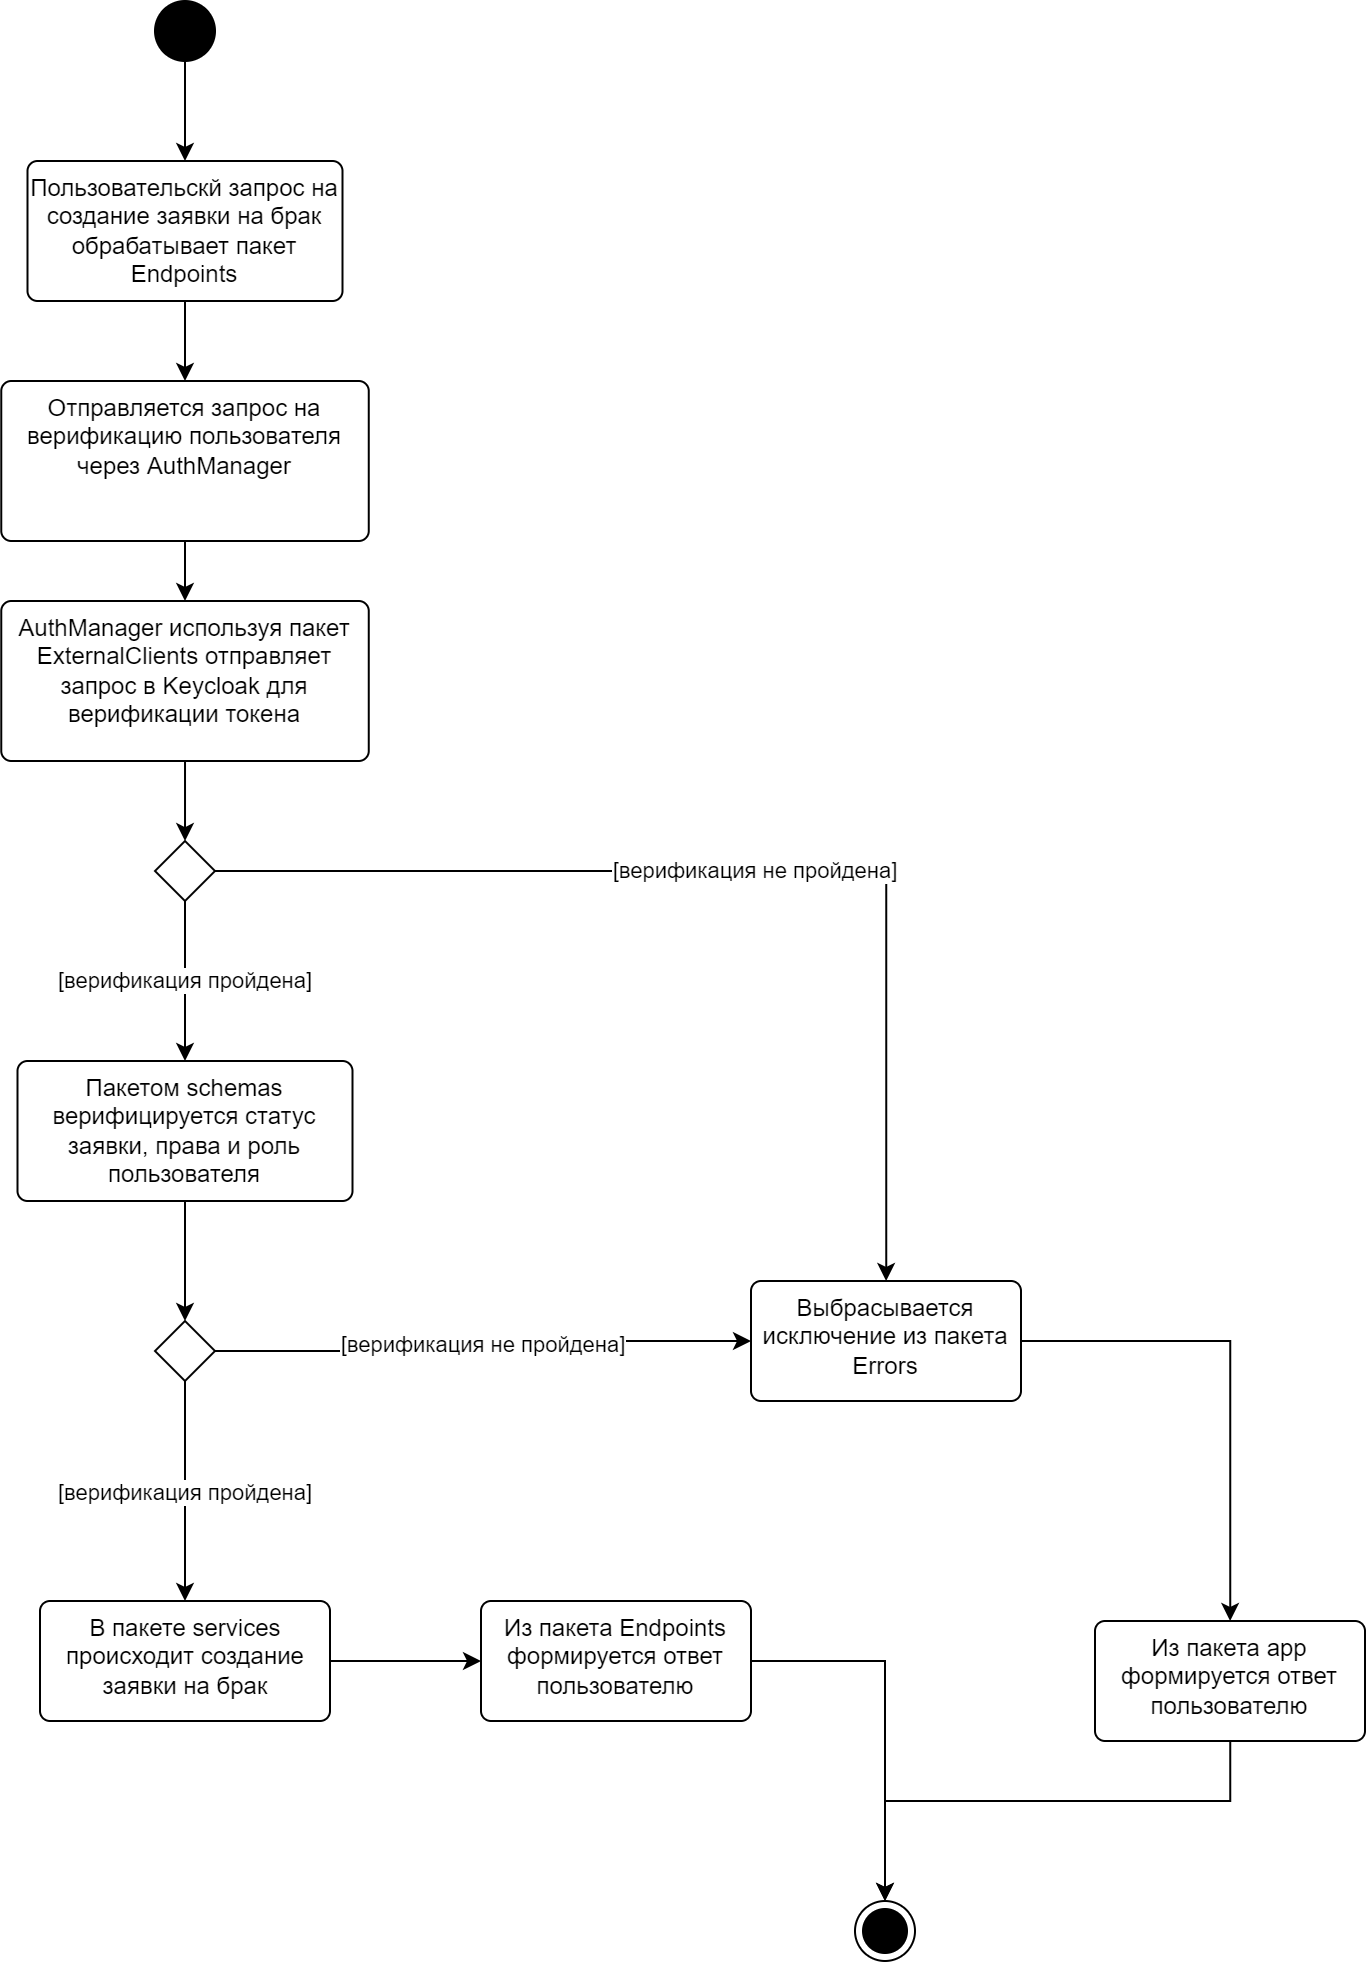 Пользовательскй запрос на
создание заявки на брак
обрабатывает пакет
Endpoints
Отправляется запрос на
верификацию пользователя
через AuthManager
AuthManager используя пакет
ExternalClients отправляет
запрос в Keycloak для
верификации токена
[верификация не пройдена]
[верификация пройдена]
Пакетом schemas
верифицируется статус
заявки, права и роль
пользователя
[верификация не пройдена]
Выбрасывается
исключение из пакета
Errors
[верификация пройдена]
В пакете services
происходит создание
заявки на брак
Из пакета Endpoints
формируется ответ
пользователю
Из пакета app
формируется ответ
пользователю